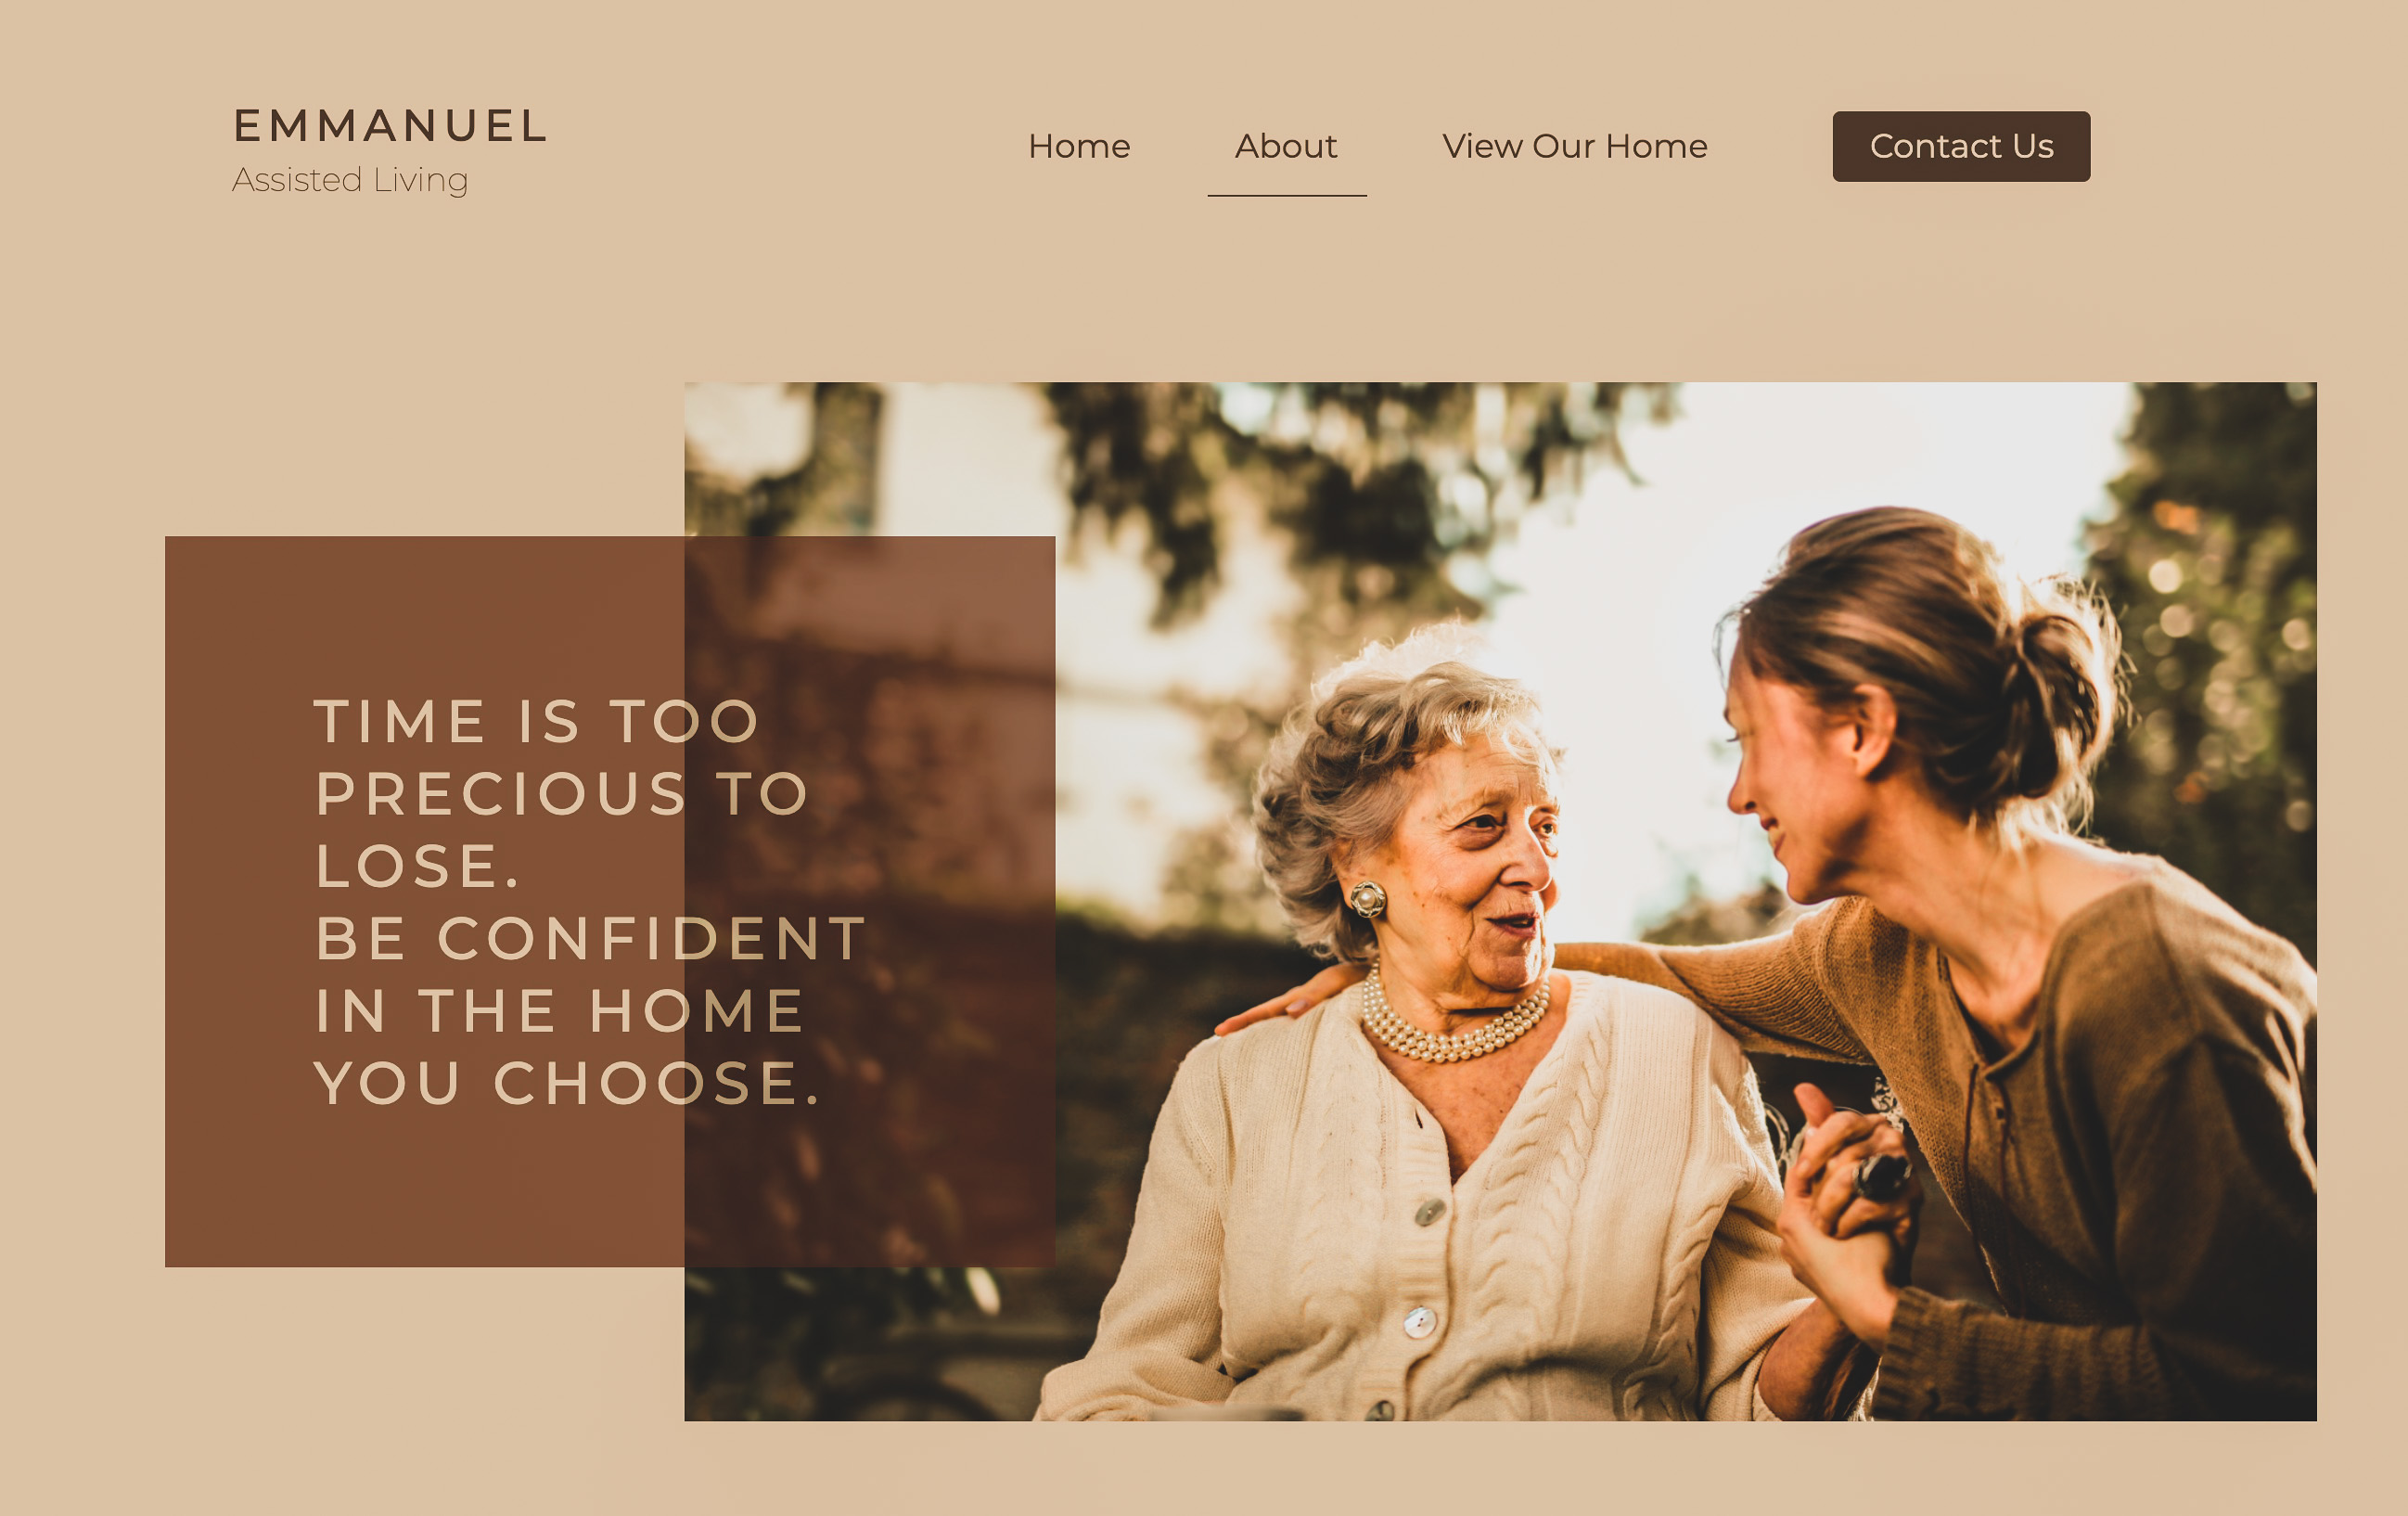 EMMANUEL
Assisted Living
Home
About
View Our Home
Contact Us
TIME IS TOO
PRECIOUS TO
LOSE.
BE CONFIDENT
IN THE HOME
YOU CHOOSE.